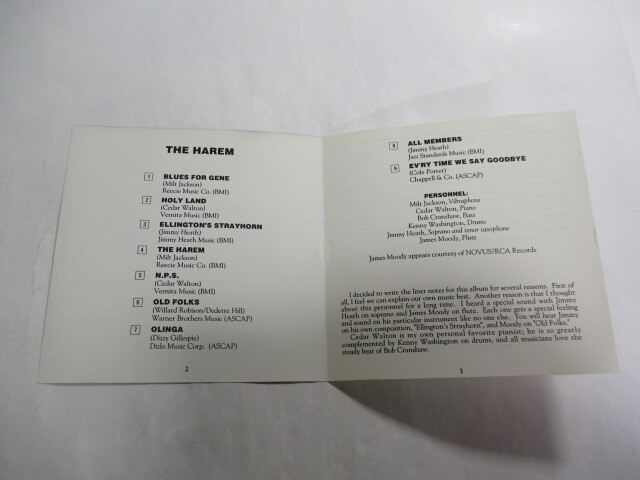 THE HAREM
1 BLUES FOR GENE
(Milt Jackson)
Reecie Music Co. (BMI)
2 HOLY LAND
(Cedar Walton)
Vernita Music (BMI)
3 ELLINGTON'S STRAYHORN
(Jimmy Heath)
Jimmy Heath Music (BMI)
4 THE HAREM
(Milt Jackson)
Reecie Music Co. (BMI)
5 N.P.S.
(Cedar Walton)
Vernita Music (BMI)
6 OLD FOLKS
(Willard Robison/Dedette Hill)
Warner Brothers Music (ASCAP)
7 OLINGA
(Dizzy Gillespie)
Dizlo Music Corp. (ASCAP)
2
8 ALL MEMBERS
(Jimmy Heath)
Jazz Standards Music (BMI)
9 EV'RY TIME WE SAY GOODBYE
(Cole Porter)
Chappell & Co. (ASCAP)
PERSONNEL:
Milt Jackson, Vibraphone
Cedar Walton, Piano
Bob Cranshaw, Bass
Kenny Washington, Drums
Jimmy Heath, Soprano and tenor saxophone
James Moody, Flute
James Moody appears courtesy of NOVUS/RCA Records
I decided to write the liner notes for this album for several reasons. First of
all, I feel we can explain our own music best. Another reason is that I thought
about this personnel for a long time. I heard a special sound with Jimmy
Heath on soprano and James Moody on flute. Each one gets a special feeling
and sound on his particular instrument like no one else. You will hear Jimmy
on his own composition, "Ellington's Strayhorn", and Moody on "Old Folks."
Cedar Walton is my own personal favorite pianist; he is so greatly
complemented by Kenny Washington on drums, and all musicians love the
steady beat of Bob Cranshaw.
3